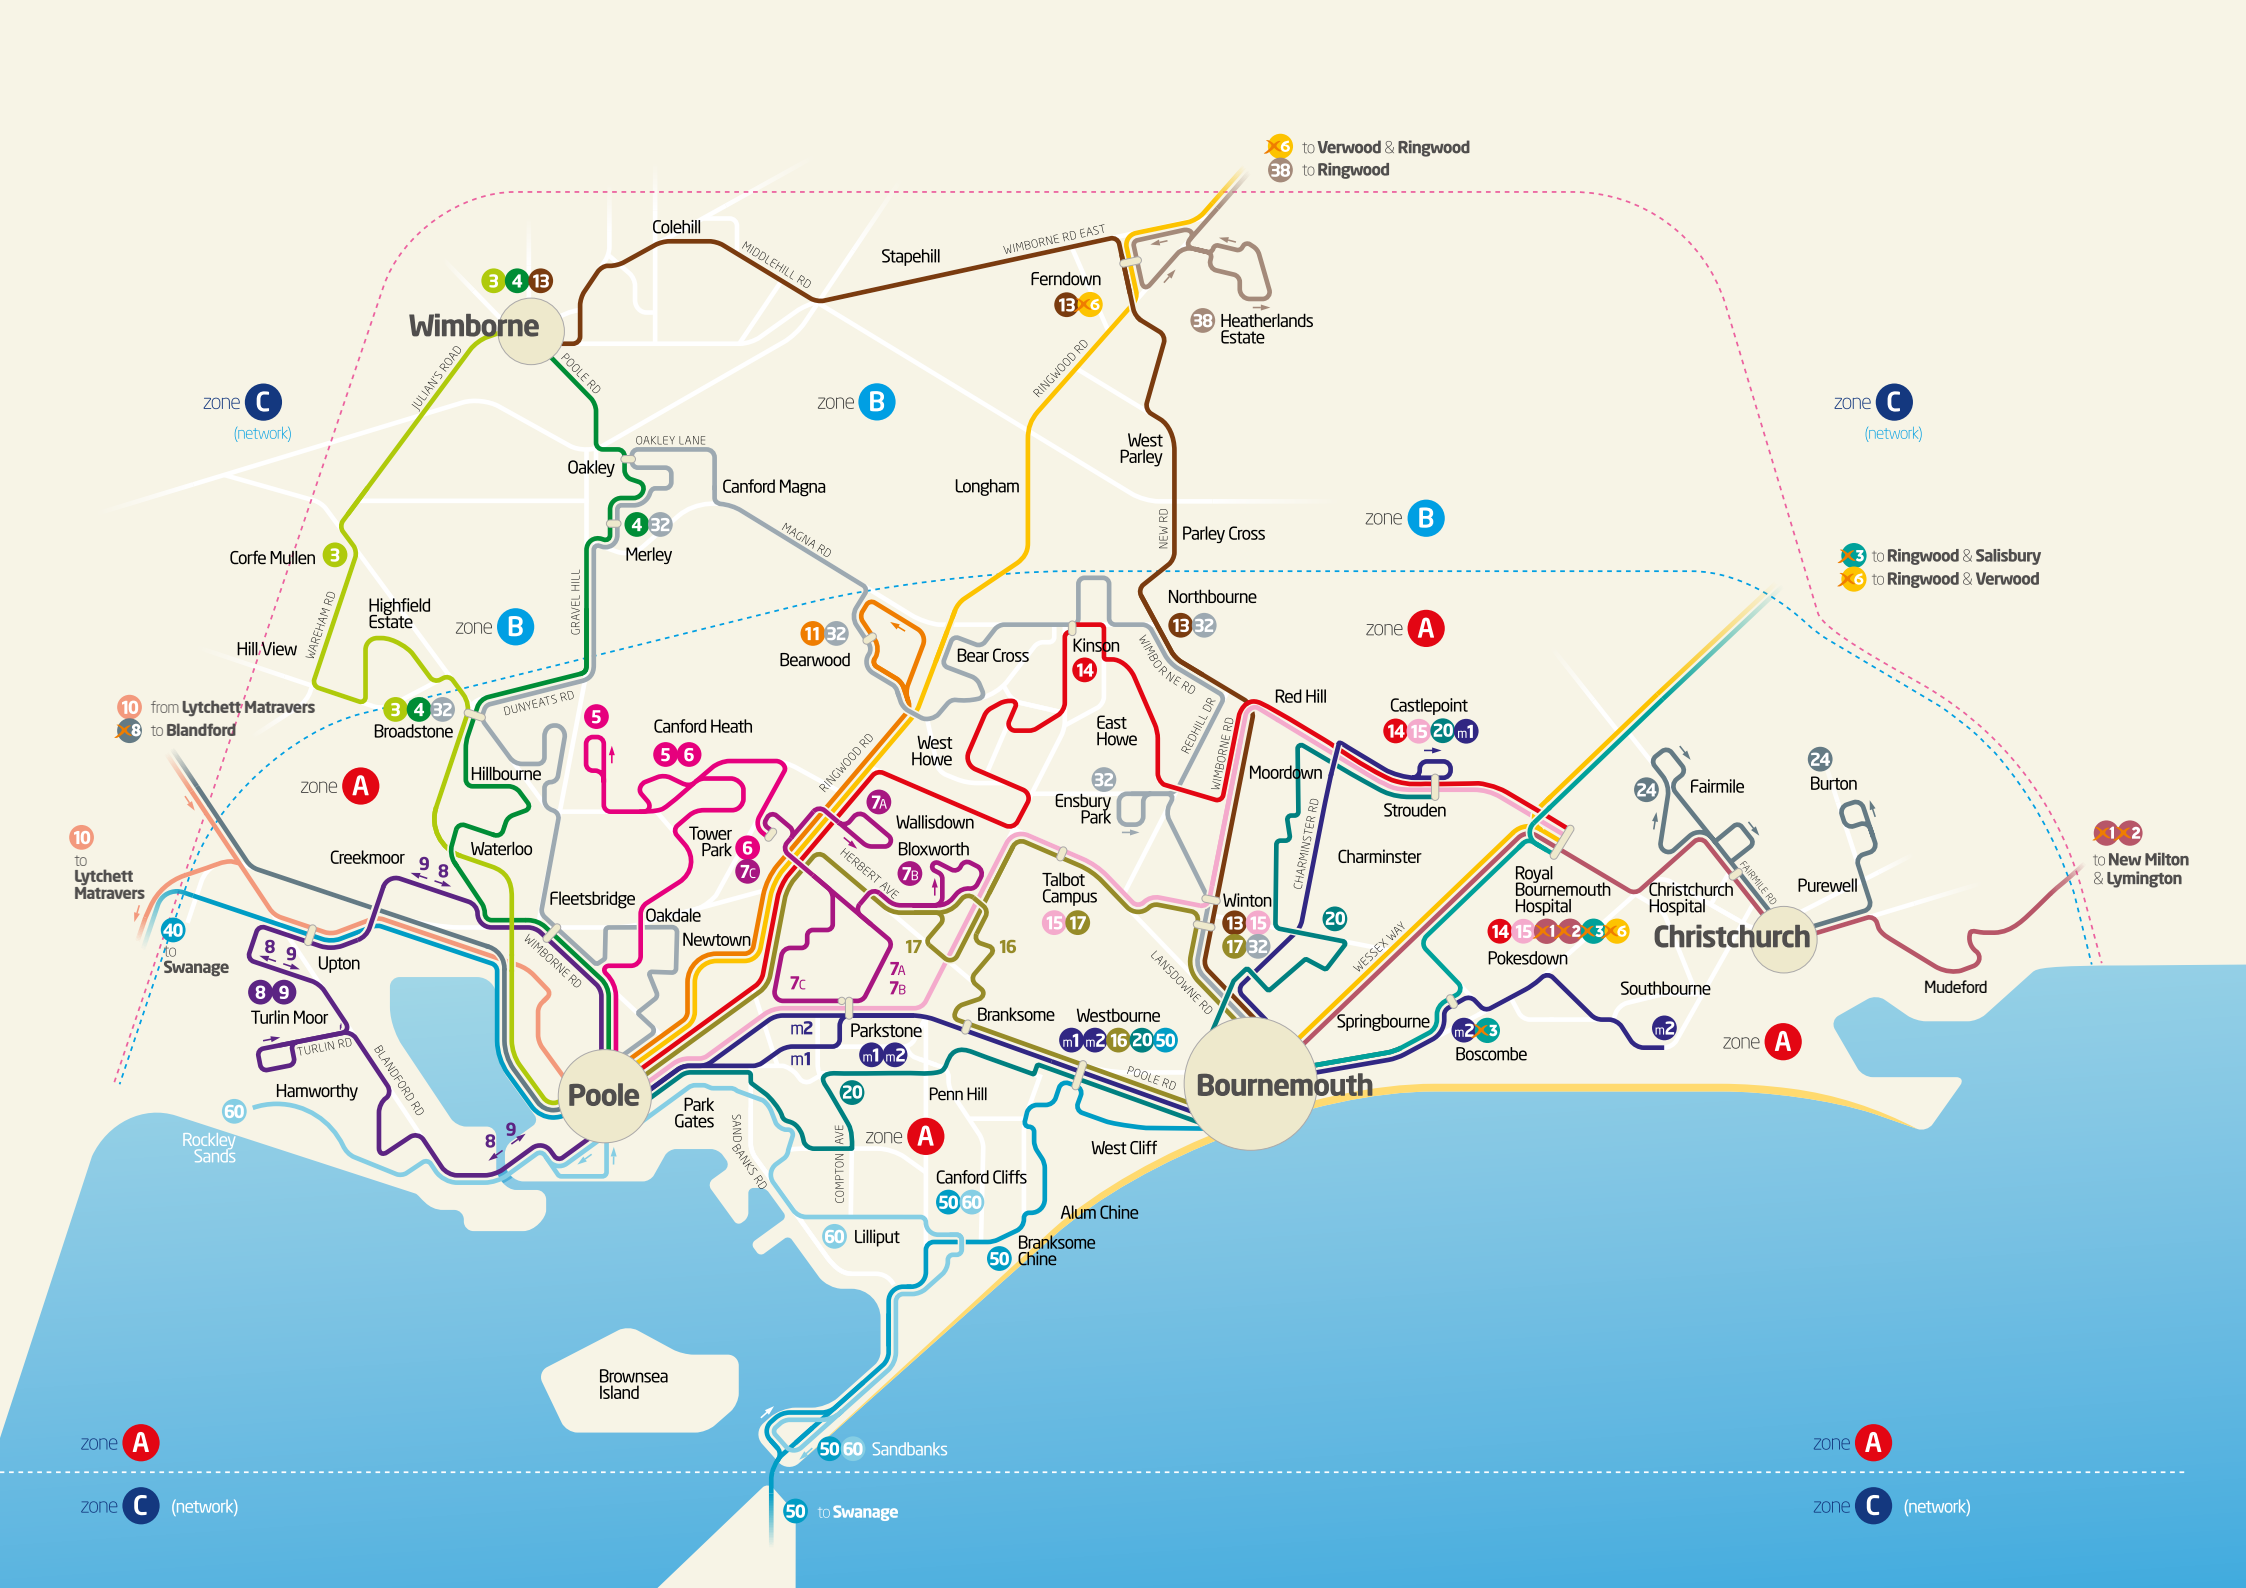 X6 to Verwood & Ringwood
38 to Ringwood
Colehill
MIDDLEHILL RD
Stapehill
WIMBORNE RD EAST
Ferndown
13 X6
38 Heatherlands
Estate
3 4 13
Wimborne
JULIAN'S ROAD
POOLE RD
RINGWOOD RD
zone C
(network)
zone B
zone C
(network)
OAKLEY LANE
Oakley
Canford Magna
Longham
West
Parley
4 32
Merley
MAGNA RD
NEW RD
Parley Cross
zone B
Corfe Mullen 3
X3 to Ringwood & Salisbury
X6 to Ringwood & Verwood
WAREHAM RD
Highfield
Estate
zone B
GRAVEL HILL
Northbourne
13 32
zone A
Hill View
11 32
Bearwood
Bear Cross
Kinson
14
WIMBORNE RD
10 from Lytchett Matravers
X8 to Blandford
3 4 32
Broadstone
DUNYEATS RD
5
Canford Heath
5 6
RINGWOOD RD
West
Howe
East
Howe
REDHILL DR
WIMBORNE RD
Red Hill
Castlepoint
14 15 20 m1
zone A
Hillbourne
Moordown
Strouden
32
Ensbury
Park
24
Fairmile
24
Burton
7A
Wallisdown
Tower
Park 6
7C
HERBERT AVE
Bloxworth
7B
CHARMINSTER RD
Charminster
10
to
Lytchett
Matravers
Creekmoor 9 8
Waterloo
Talbot
Campus
15 17
Royal
Bournemouth
Hospital
14 15 X1 X2 X3 X6
Christchurch
Hospital
FAIRMILE RD
Purewell
X1 X2
to New Milton
& Lymington
Fleetsbridge
Oakdale
Newtown
WIMBORNE RD
Winton
13 15
17 32
20
WESSEX WAY
Christchurch
40
to
Swanage
8 9
Upton
17
16
7C
7A
7B
LANSDOWNE RD
Pokesdown
Southbourne
Mudeford
8 9
Turlin Moor
TURLIN RD
BLANDFORD RD
m2
m1
Parkstone
m1 m2
Branksome
Westbourne
m1 m2 16 20 50
POOLE RD
Springbourne
m2 X3
Boscombe
m2
zone A
Hamworthy
Poole
Park
Gates
20
Penn Hill
Bournemouth
60
Rockley
Sands
8
9
SANDBANKS RD
COMPTON AVE
zone A
West Cliff
Canford Cliffs
50 60
Alum Chine
60 Lilliput
50
Branksome
Chine
Brownsea
Island
zone A
50 60 Sandbanks
zone A
zone C (network)
50 to Swanage
zone C (network)